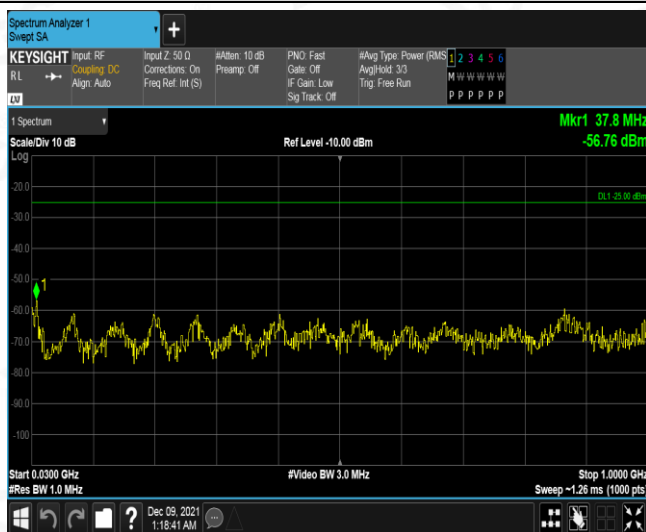 Spectrum Analyzer 1
Swept SA
+
KEYSIGHT
RL
LXI
Input: RF
Coupling: DC
Align: Auto
Input Z: 50 Ω
Corrections: On
Freq Ref: Int (S)
#Atten: 10 dB
Preamp: Off
PNO: Fast
Gate: Off
IF Gain: Low
Sig Track: Off
#Avg Type: Power (RMS
Avg|Hold: 3/3
Trig: Free Run
1 2 3 4 5 6
M W W W W W
P P P P P P
1 Spectrum
Mkr1 37.8 MHz
Scale/Div 10 dB
Ref Level -10.00 dBm
-56.76 dBm
Log
DL1 -25.00 dBm
-20.0
-30.0
-40.0
-50.0
1
-60.0
-70.0
-80.0
-90.0
-100
Start 0.0300 GHz
#Video BW 3.0 MHz
Stop 1.0000 GHz
#Res BW 1.0 MHz
Sweep ~1.26 ms (1000 pts)
?
Dec 09, 2021
1:18:41 AM